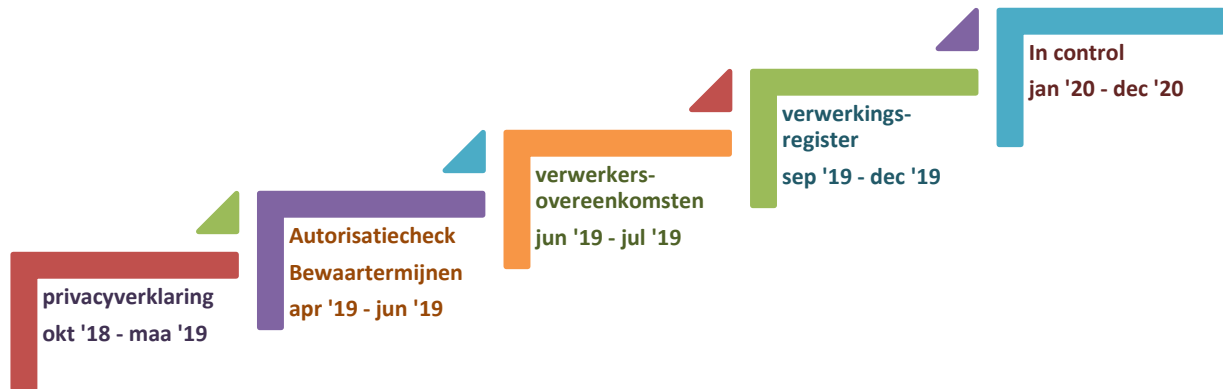 privacyverklaring
okt '18 - maa '19
Autorisatiecheck
Bewaartermijnen
apr '19 - jun '19
verwerkers-
overeenkomsten
jun '19 - jul '19
verwerkings-
register
sep '19 - dec '19
In control
jan '20 - dec '20